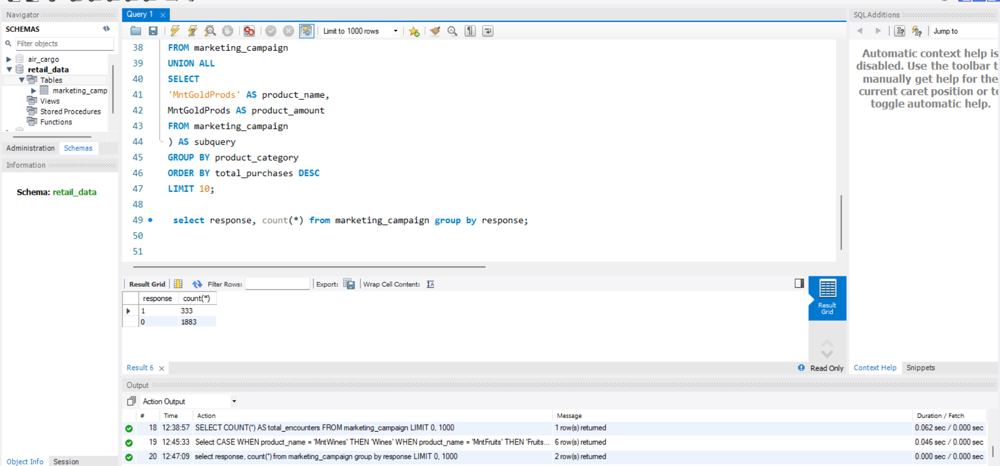 Navigator
SCHEMAS
Filter objects
air_cargo
retail_data
Tables
marketing_camp
Views
Stored Procedures
Functions
Administration Schemas
Information
Schema: retail_data
Object Info Session
Query 1
Limit to 1000 rows
38 FROM marketing_campaign
39 UNION ALL
40 SELECT
41 'MntGoldProds' AS product_name,
42 MntGoldProds AS product_amount
43 FROM marketing_campaign
44 ) AS subquery
45 GROUP BY product_category
46 ORDER BY total_purchases DESC
47 LIMIT 10;
48
49 select response, count(*) from marketing_campaign group by response;
50
51
Result Grid Filter Rows: Export: Wrap Cell Content:
response count(*)
1 333
0 1883
Result
Grid
Result 6
Read Only
SQLAdditions
Jump to
Automatic context help is
disabled. Use the toolbar t
manually get help for the
current caret position or to
toggle automatic help.
Context Help Snippets
Output
Action Output
# Time Action Message Duration / Fetch
18 12:38:57 SELECT COUNT(*) AS total_encounters FROM marketing_campaign LIMIT 0, 1000 1 row(s) returned 0.062 sec / 0.000 sec
19 12:45:33 Select CASE WHEN product_name = 'MntWines' THEN 'Wines' WHEN product_name = 'MntFruits' THEN 'Fruits... 6 row(s) returned 0.046 sec / 0.000 sec
20 12:47:09 select response, count(*) from marketing_campaign group by response LIMIT 0, 1000 2 row(s) returned 0.000 sec / 0.000 sec